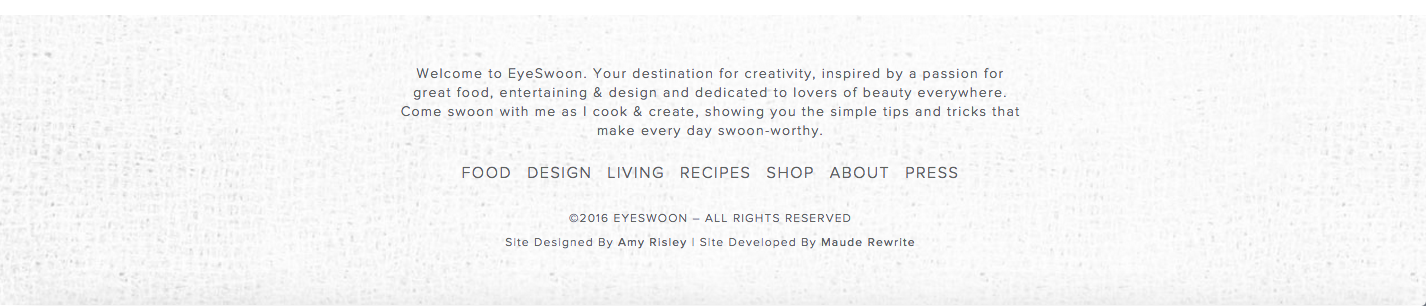 Welcome to EyeSwoon. Your destination for creativity, inspired by a passion for
great food, entertaining & design and dedicated to lovers of beauty everywhere.
Come swoon with me as I cook & create, showing you the simple tips and tricks that
make every day swoon-worthy.
FOOD DESIGN LIVING RECIPES SHOP ABOUT PRESS
©2016 EYESWOON – ALL RIGHTS RESERVED
Site Designed By Amy Risley | Site Developed By Maude Rewrite